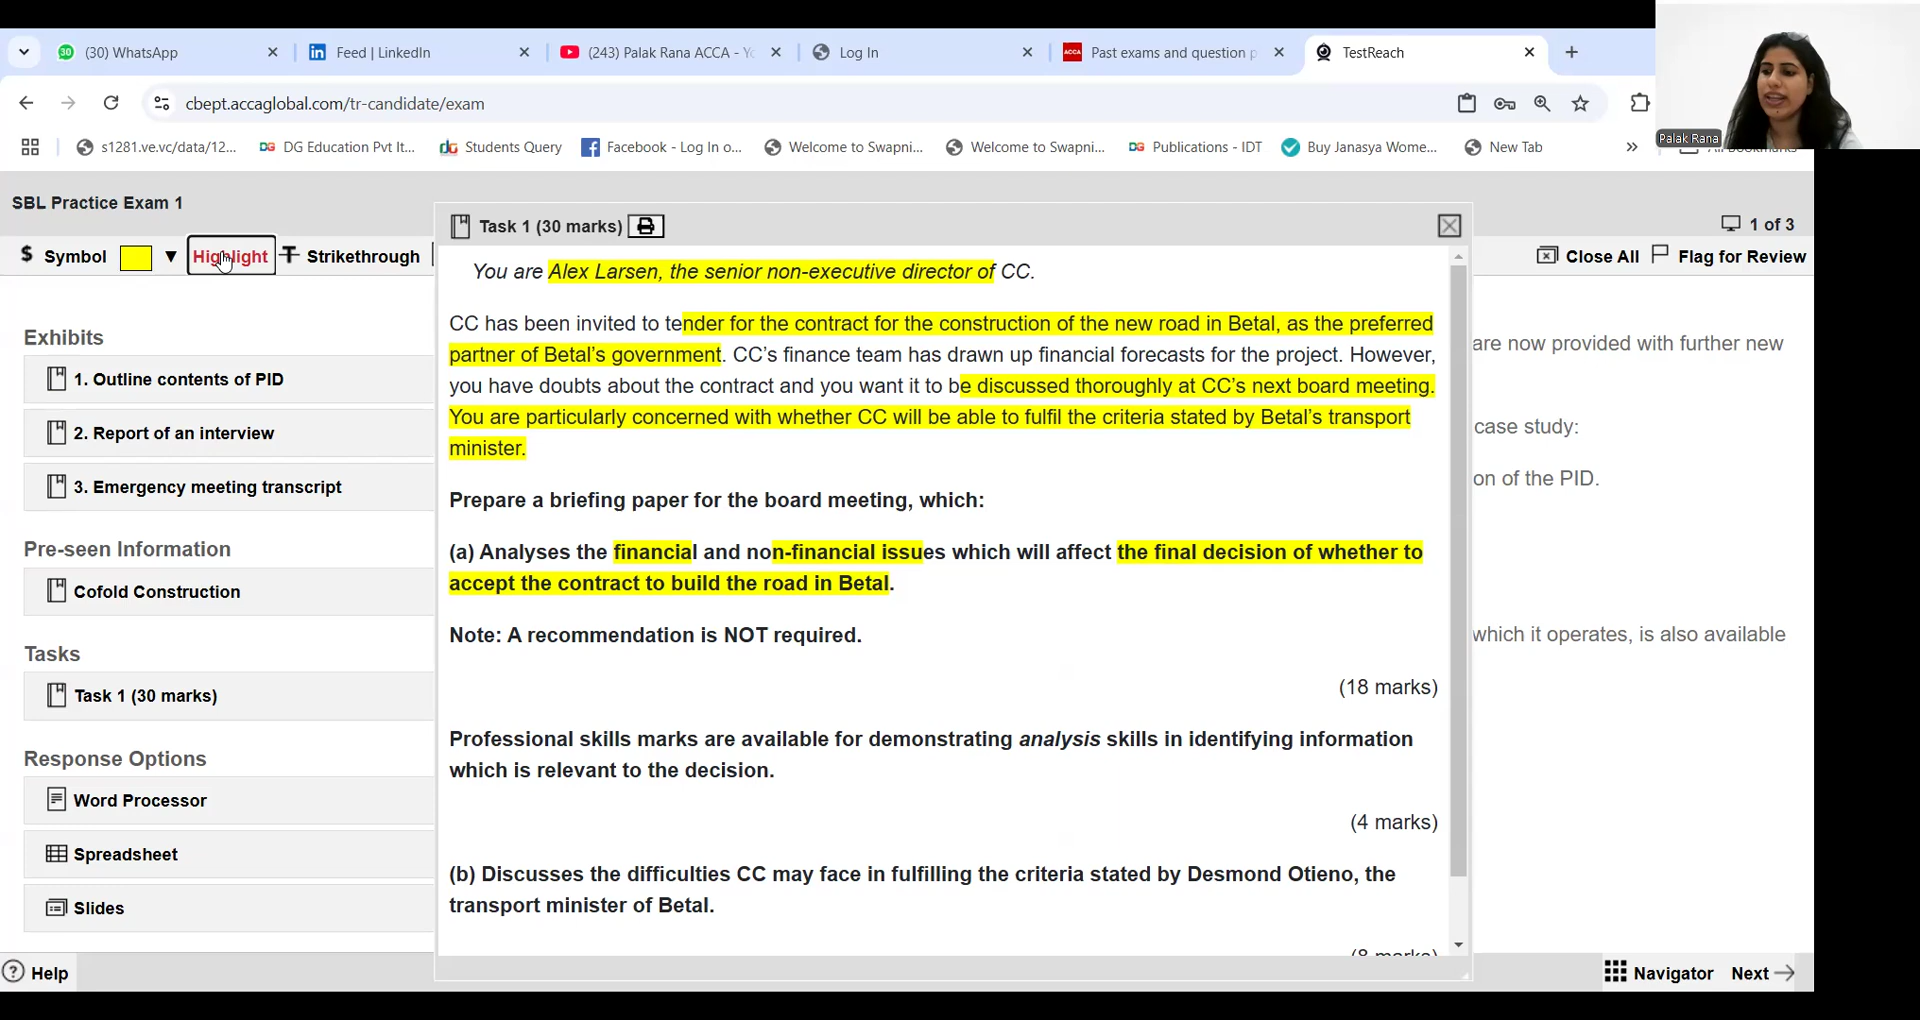 30
(30) WhatsApp
Feed | LinkedIn
(243) Palak Rana ACCA - Yo
Log In
ACCA
Past exams and question p
TestReach
cbept.accaglobal.com/tr-candidate/exam
s1281.ve.vc/data/12...
DG
DG Education Pvt It...
dg
Students Query
Facebook - Log In o...
Welcome to Swapni...
Welcome to Swapni...
DG
Publications - IDT
Buy Janasya Wome...
New Tab
»
All Bookmarks
Palak Rana
SBL Practice Exam 1
1 of 3
$ Symbol
Highlight
Strikethrough
Close All
Flag for Review
Exhibits
1. Outline contents of PID
2. Report of an interview
3. Emergency meeting transcript
Pre-seen Information
Cofold Construction
Tasks
Task 1 (30 marks)
Response Options
Word Processor
Spreadsheet
Slides
Task 1 (30 marks)
You are Alex Larsen, the senior non-executive director of CC.
CC has been invited to tender for the contract for the construction of the new road in Betal, as the preferred
partner of Betal's government. CC's finance team has drawn up financial forecasts for the project. However,
you have doubts about the contract and you want it to be discussed thoroughly at CC's next board meeting.
You are particularly concerned with whether CC will be able to fulfil the criteria stated by Betal's transport
minister.
Prepare a briefing paper for the board meeting, which:
(a) Analyses the financial and non-financial issues which will affect the final decision of whether to
accept the contract to build the road in Betal.
Note: A recommendation is NOT required.
(18 marks)
Professional skills marks are available for demonstrating analysis skills in identifying information
which is relevant to the decision.
(4 marks)
(b) Discusses the difficulties CC may face in fulfilling the criteria stated by Desmond Otieno, the
transport minister of Betal.
(8 marks)
are now provided with further new
case study:
on of the PID.
which it operates, is also available
Help
Navigator
Next